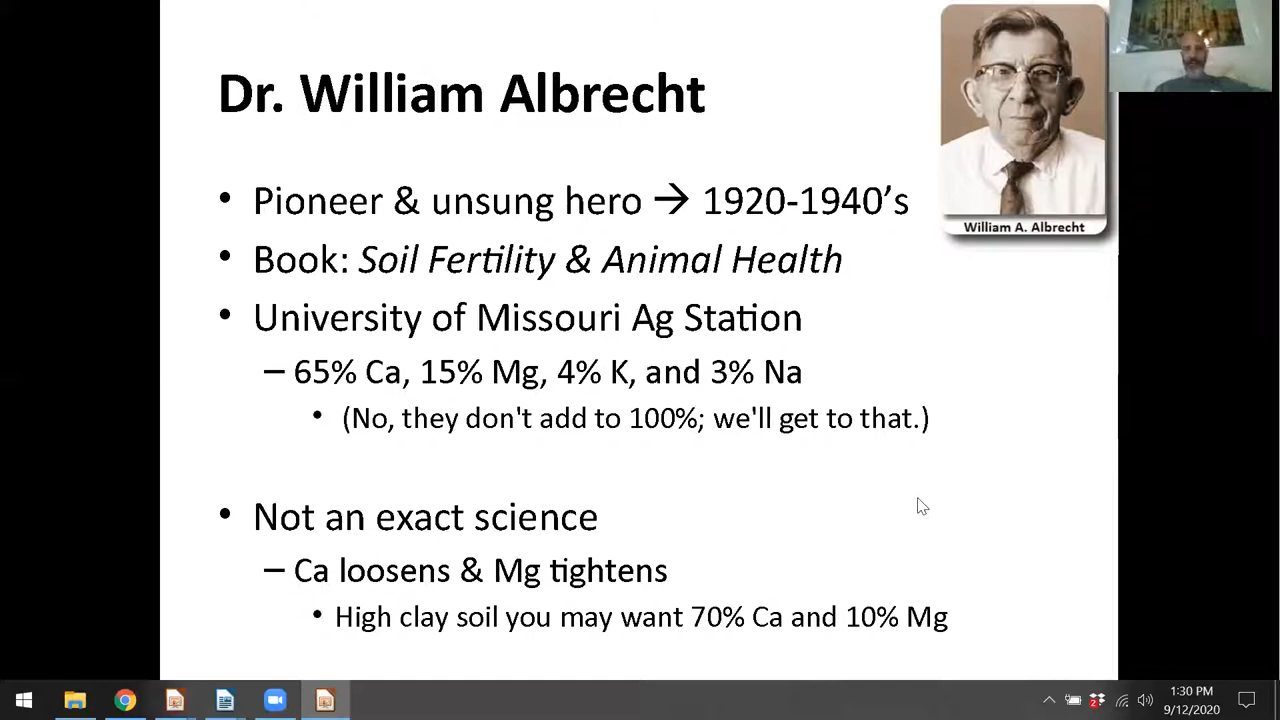 Dr. William Albrecht
William A. Albrecht
• Pioneer & unsung hero → 1920-1940’s
• Book: Soil Fertility & Animal Health
• University of Missouri Ag Station
– 65% Ca, 15% Mg, 4% K, and 3% Na
• (No, they don't add to 100%; we'll get to that.)
• Not an exact science
– Ca loosens & Mg tightens
• High clay soil you may want 70% Ca and 10% Mg
2
1:30 PM
9/12/2020